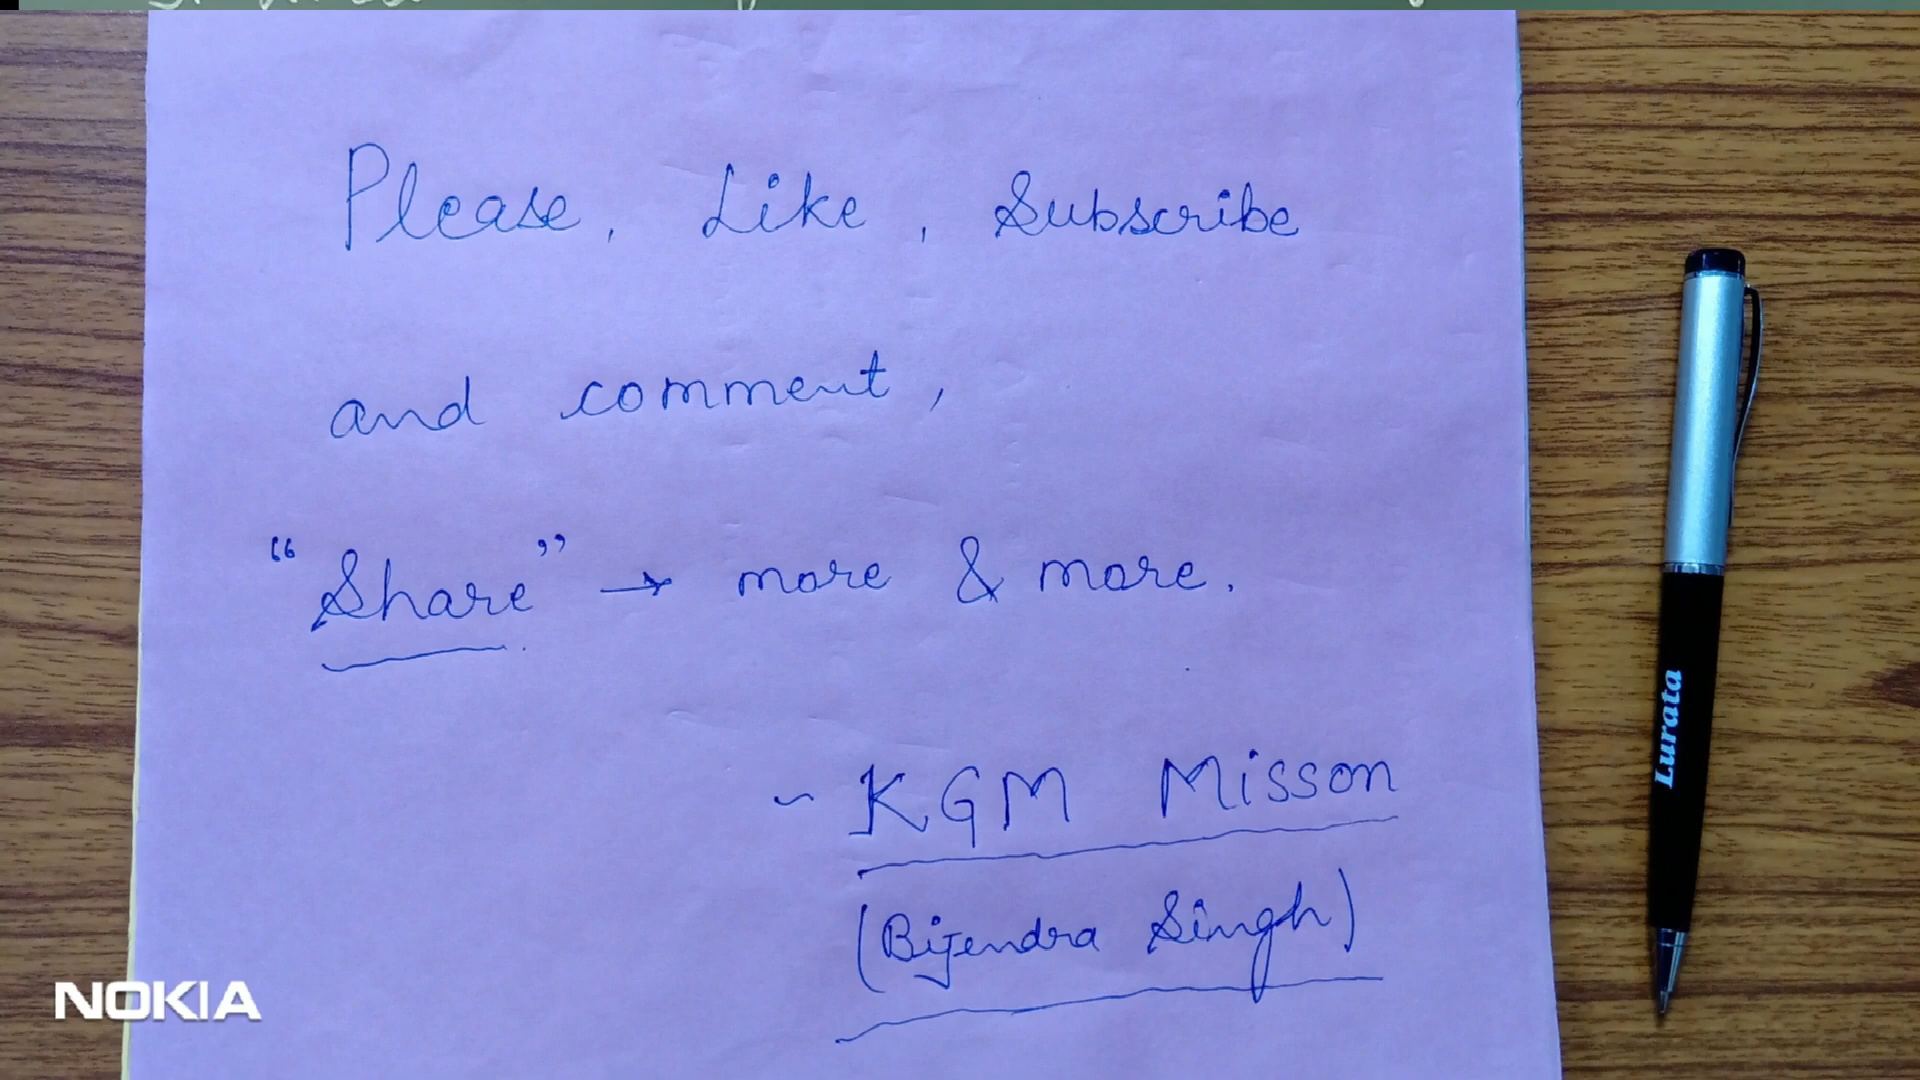 Please, Like, Subscribe
and comment,
"Share" → more & more.
~ KGM Misson
(Bijendra Singh)
Lurata
NOKIA